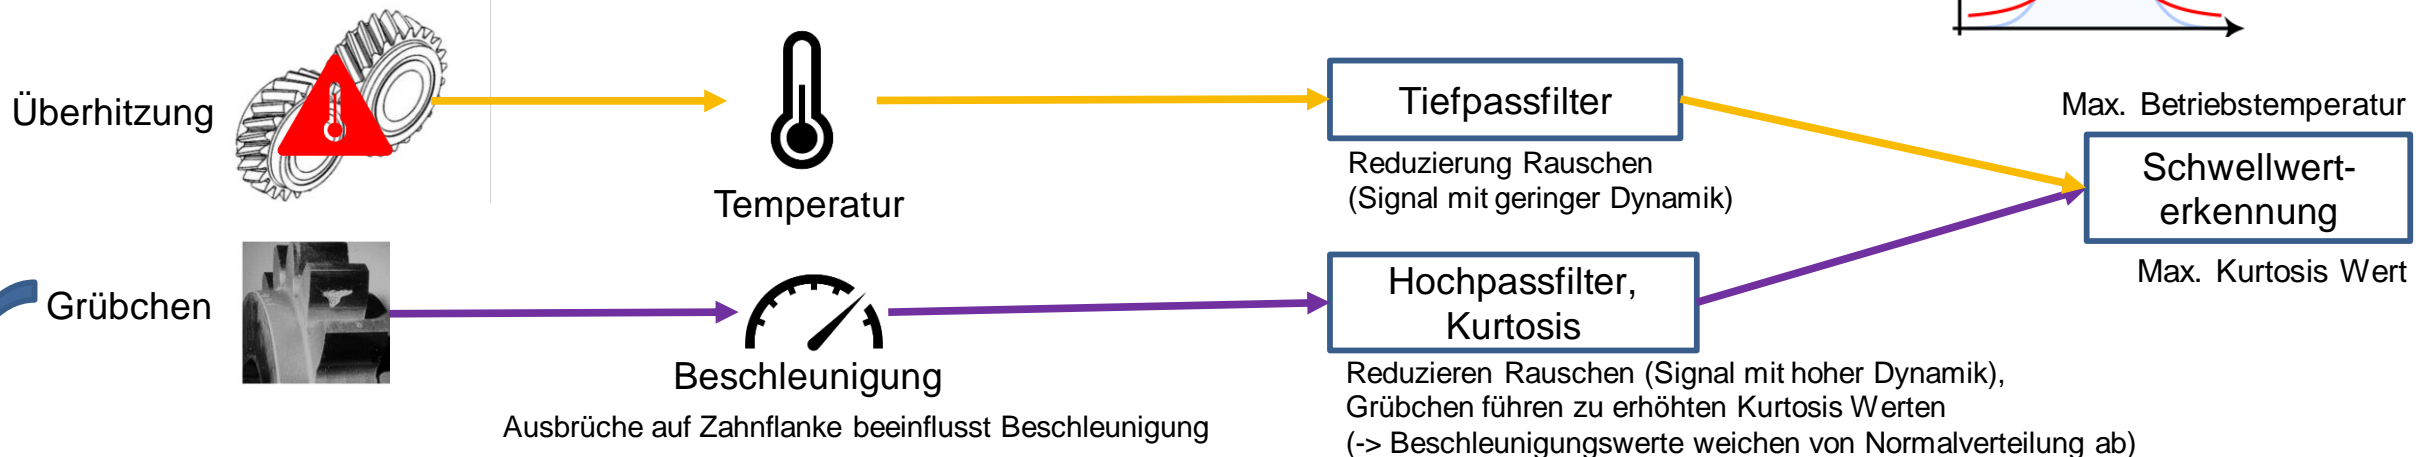 Überhitzung
Temperatur
Tiefpassfilter
Reduzierung Rauschen
(Signal mit geringer Dynamik)
Max. Betriebstemperatur
Schwellwert-
erkennung
Max. Kurtosis Wert
Grübchen
Beschleunigung
Ausbrüche auf Zahnflanke beeinflusst Beschleunigung
Hochpassfilter,
Kurtosis
Reduzieren Rauschen (Signal mit hoher Dynamik),
Grübchen führen zu erhöhten Kurtosis Werten
(-> Beschleunigungswerte weichen von Normalverteilung ab)